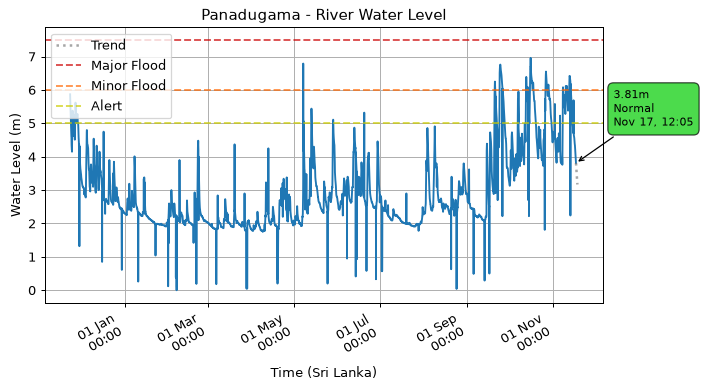 Panadugama - River Water Level
Trend
Major Flood
Minor Flood
Alert
3.81m
Normal
Nov 17, 12:05
Water Level (m)
7
6
5
4
3
2
1
0
01 Jan
00:00
01 Mar
00:00
01 May
00:00
01 Jul
00:00
01 Sep
00:00
01 Nov
00:00
Time (Sri Lanka)